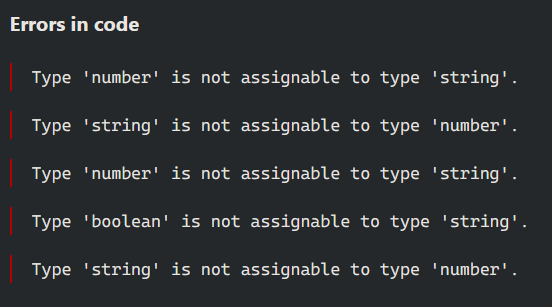 Errors in code
Type 'number' is not assignable to type 'string'.
Type 'string' is not assignable to type 'number'.
Type 'number' is not assignable to type 'string'.
Type 'boolean' is not assignable to type 'string'.
Type 'string' is not assignable to type 'number'.